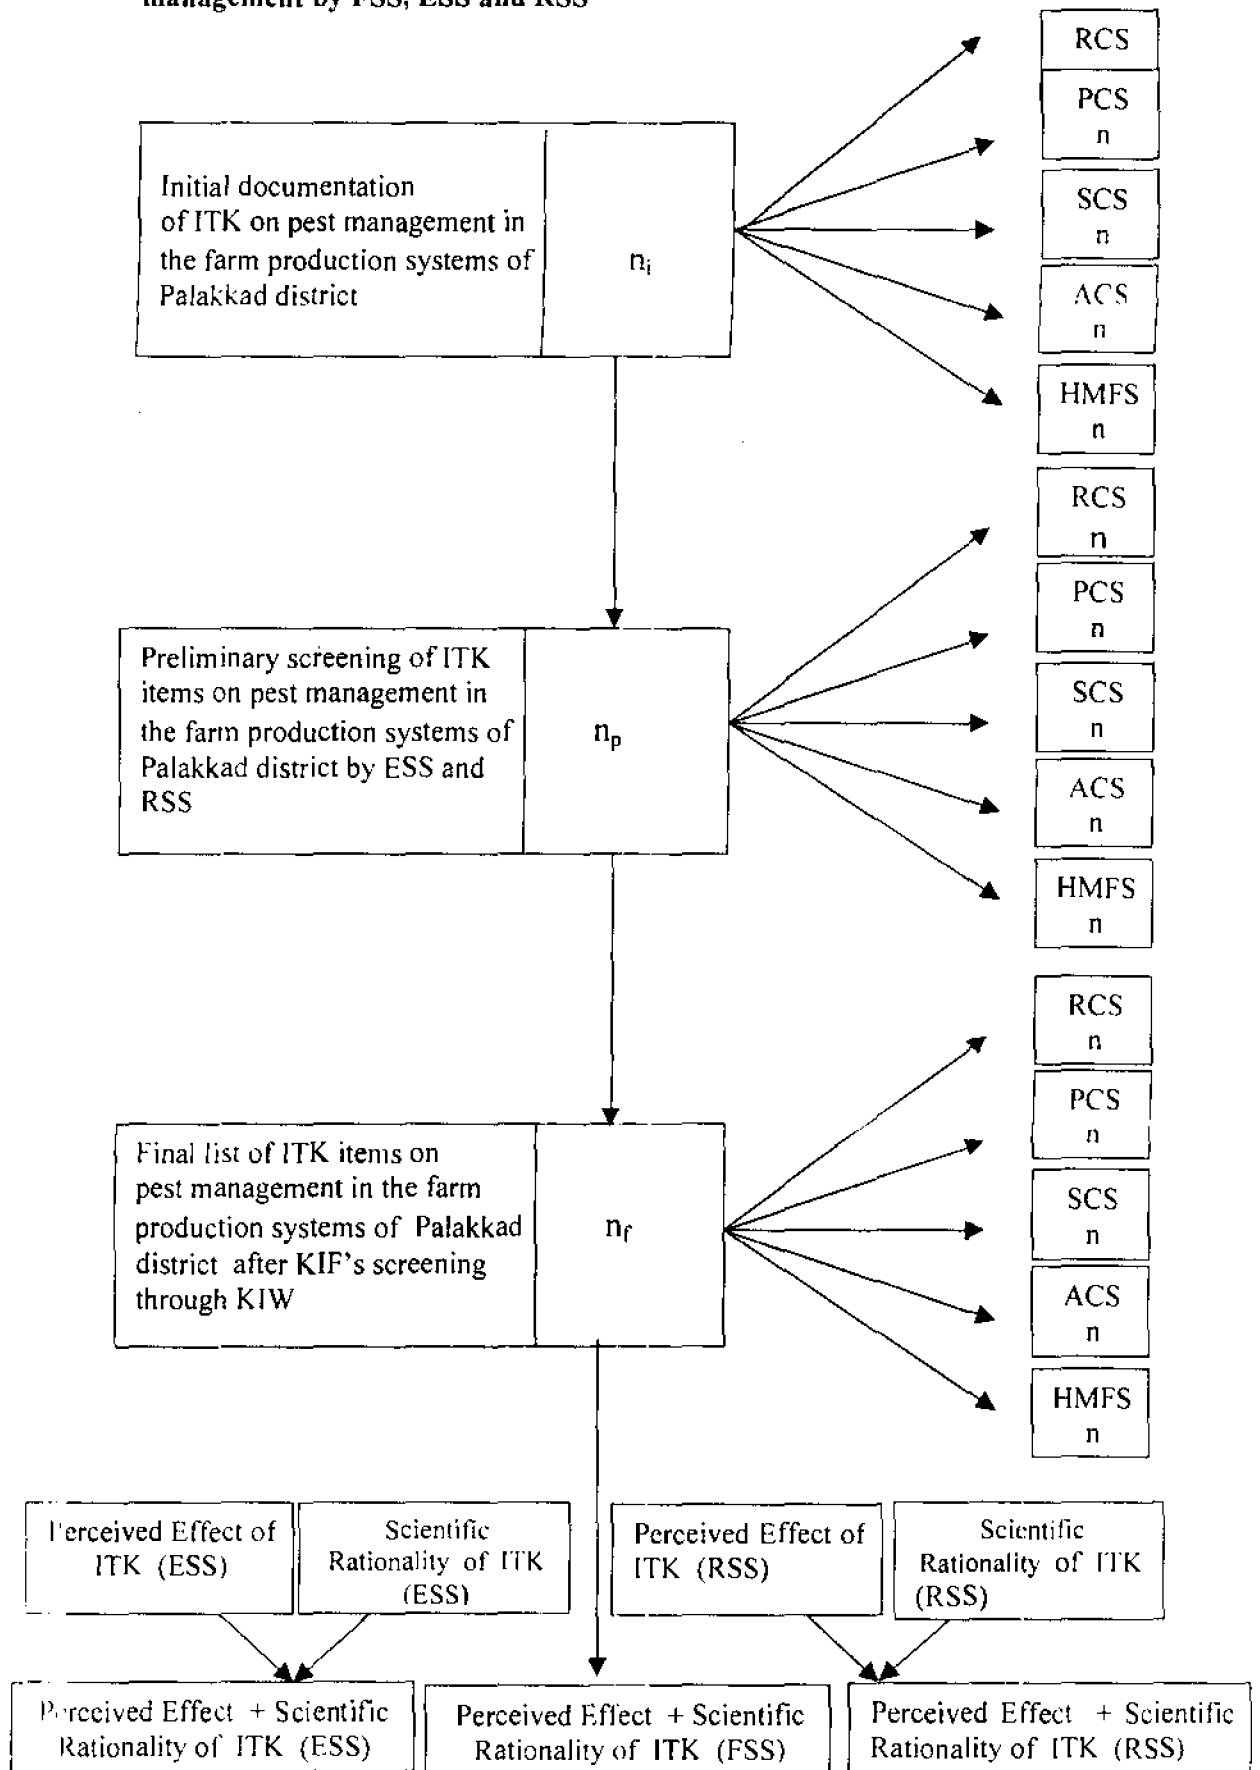 management by FSS, ESS and RSS
RCS
PCS
n
Initial documentation
of ITK on pest management in
the farm production systems of
Palakkad district
nᵢ
SCS
n
ACS
n
HMFS
n
RCS
n
PCS
n
Preliminary screening of ITK
items on pest management in
the farm production systems of
Palakkad district by ESS and
RSS
nₚ
SCS
n
ACS
n
HMFS
n
RCS
n
PCS
n
Final list of ITK items on
pest management in the farm
production systems of Palakkad
district after KIF's screening
through KIW
n_f
SCS
n
ACS
n
HMFS
n
Perceived Effect of
ITK (ESS)
Scientific
Rationality of ITK
(ESS)
Perceived Effect of
ITK (RSS)
Scientific
Rationality of ITK
(RSS)
Perceived Effect + Scientific
Rationality of ITK (ESS)
Perceived Effect + Scientific
Rationality of ITK (FSS)
Perceived Effect + Scientific
Rationality of ITK (RSS)